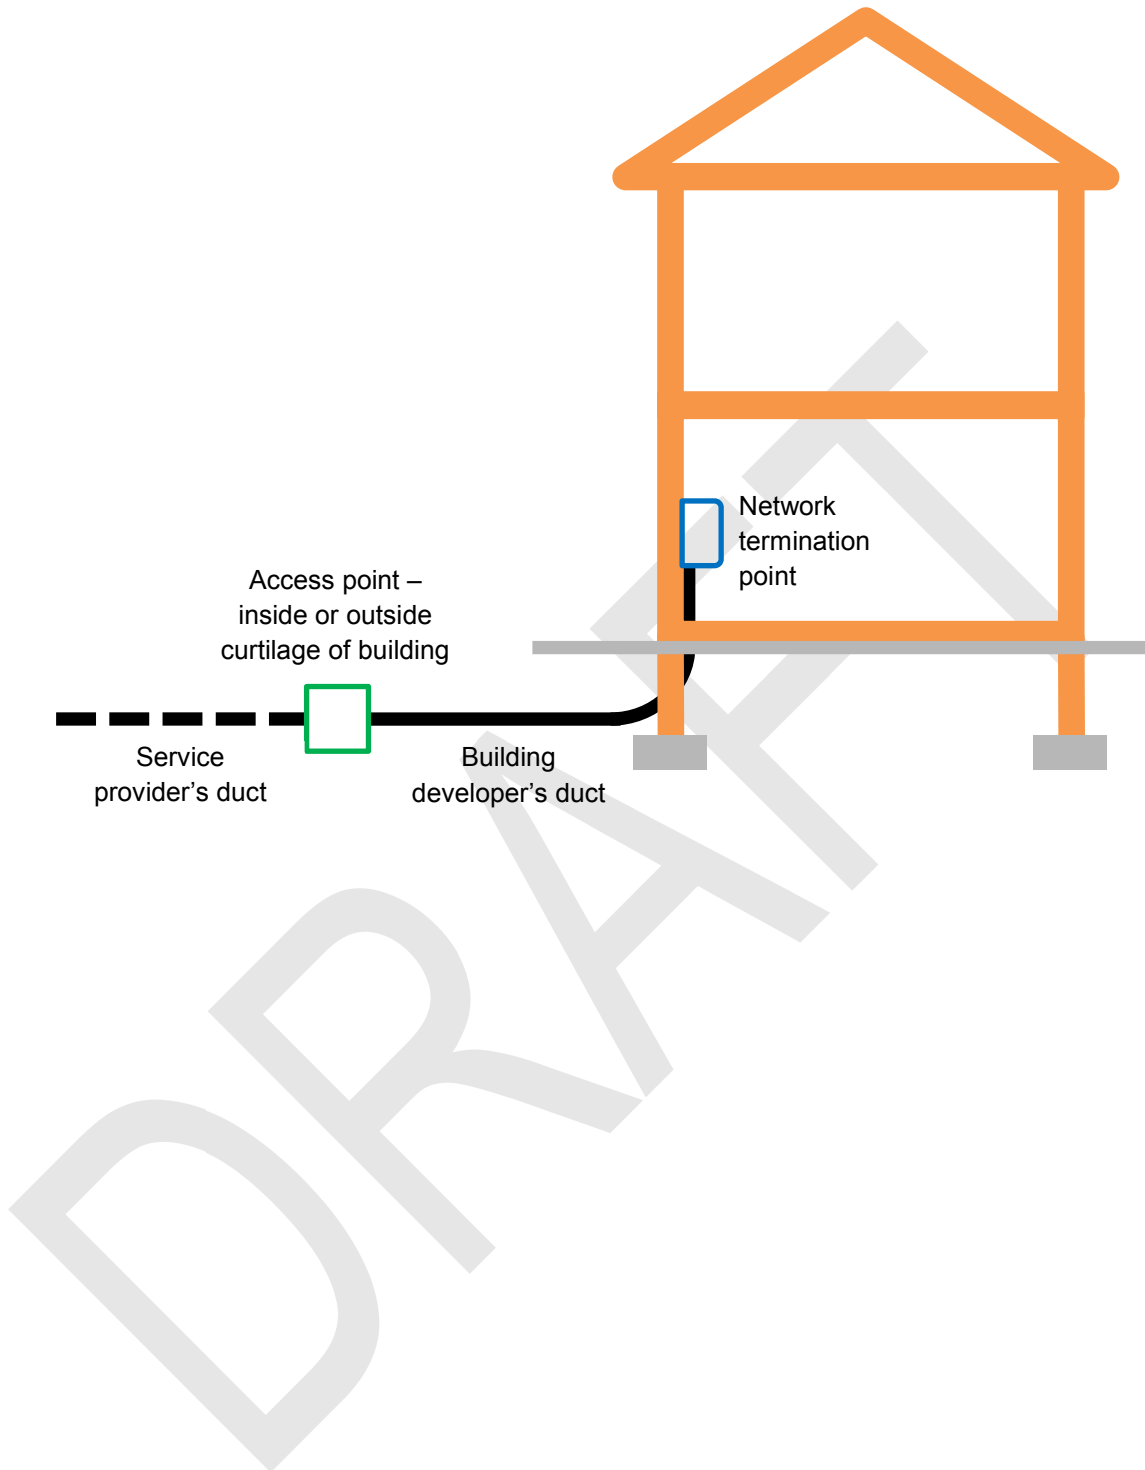 Network
termination
point
Access point –
inside or outside
curtilage of building
Service
provider’s duct
Building
developer’s duct
DRAFT